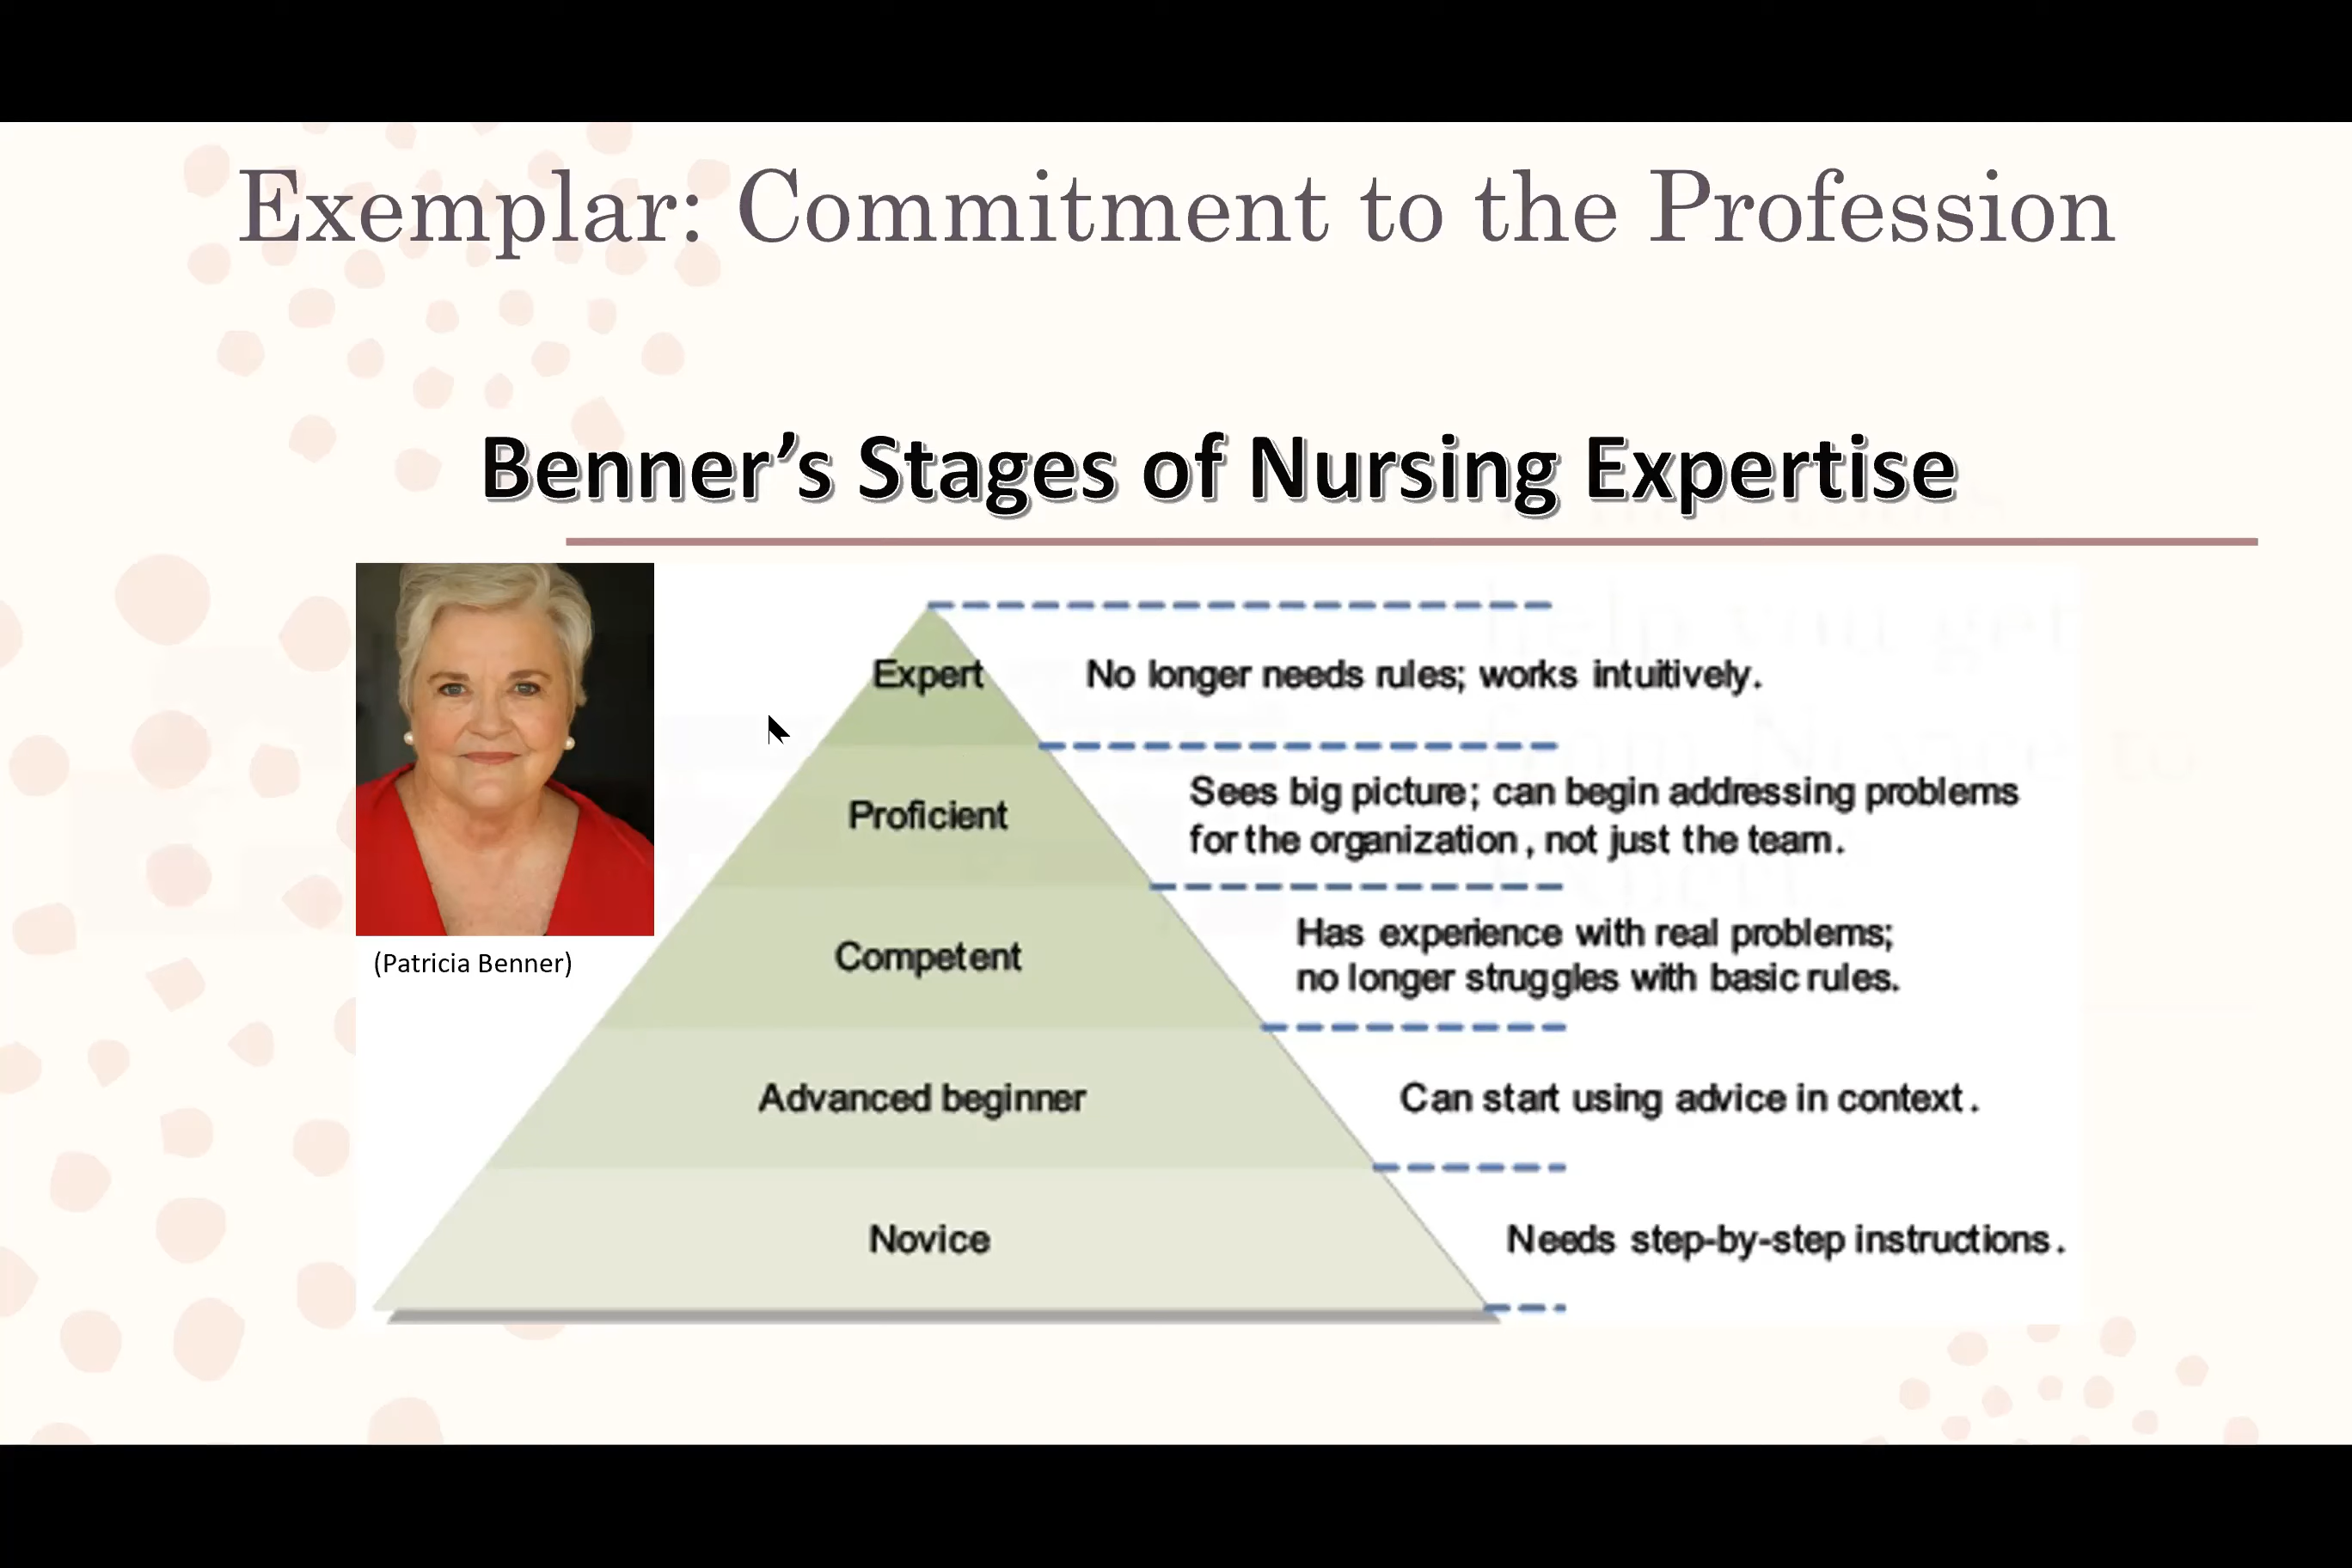 Exemplar: Commitment to the Profession
Benner’s Stages of Nursing Expertise
(Patricia Benner)
Expert
No longer needs rules; works intuitively.
Proficient
Sees big picture; can begin addressing problems
for the organization, not just the team.
Competent
Has experience with real problems;
no longer struggles with basic rules.
Advanced beginner
Can start using advice in context.
Novice
Needs step-by-step instructions.